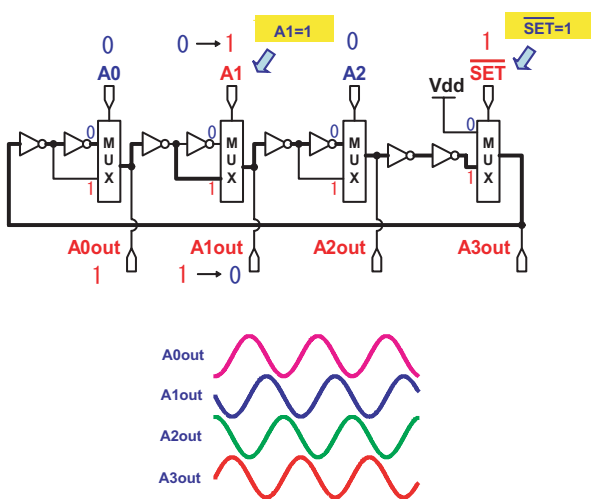 0 0 → 1 A1=1 0 1 SET=1
A0 A1 A2 SET
Vdd
0 M U X 1
0 M U X 1
0 M U X 1
0 M U X 1
A0out A1out A2out A3out
1 1 → 0
A0out
A1out
A2out
A3out